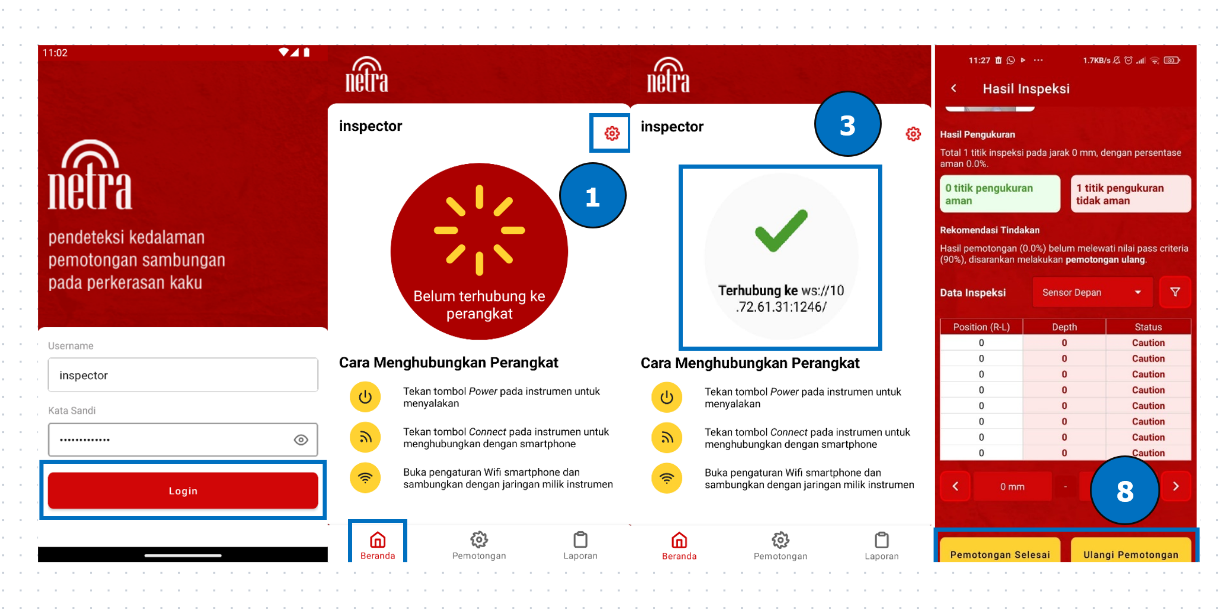 11:02
netra
pendeteksi kedalaman
pemotongan sambungan
pada perkerasan kaku
Username
inspector
Kata Sandi
•••••••••••••
Login
netra
inspector
1
Belum terhubung ke
perangkat
Cara Menghubungkan Perangkat
Tekan tombol Power pada instrumen untuk
menyalakan
Tekan tombol Connect pada instrumen untuk
menghubungkan dengan smartphone
Buka pengaturan Wifi smartphone dan
sambungkan dengan jaringan milik instrumen
Beranda
Pemotongan
Laporan
netra
inspector
3
Terhubung ke ws://10
.72.61.31:1246/
Cara Menghubungkan Perangkat
Tekan tombol Power pada instrumen untuk
menyalakan
Tekan tombol Connect pada instrumen untuk
menghubungkan dengan smartphone
Buka pengaturan Wifi smartphone dan
sambungkan dengan jaringan milik instrumen
Beranda
Pemotongan
Laporan
11:27 ··· 1.7KB/s
Hasil Inspeksi
Hasil Pengukuran
Total 1 titik inspeksi pada jarak 0 mm, dengan persentase
aman 0.0%.
0 titik pengukuran
aman
1 titik pengukuran
tidak aman
Rekomendasi Tindakan
Hasil pemotongan (0.0%) belum melewati nilai pass criteria
(90%), disarankan melakukan pemotongan ulang.
Data Inspeksi
Sensor Depan
Position (R-L) Depth Status
0 0 Caution
0 0 Caution
0 0 Caution
0 0 Caution
0 0 Caution
0 0 Caution
0 0 Caution
0 0 Caution
0 mm -
8
Pemotongan Selesai
Ulangi Pemotongan